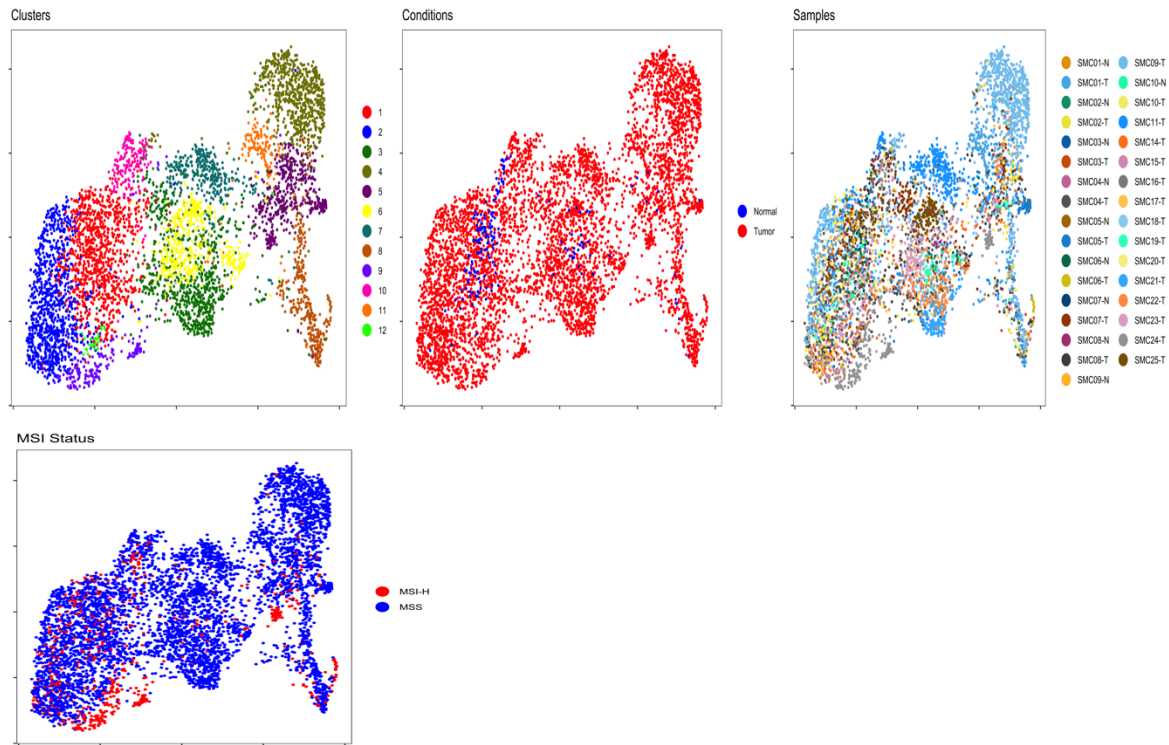 Clusters
1
2
3
4
5
6
7
8
9
10
11
12
Conditions
Normal
Tumor
Samples
SMC01-N SMC09-T
SMC01-T SMC10-N
SMC02-N SMC10-T
SMC02-T SMC11-T
SMC03-N SMC14-T
SMC03-T SMC15-T
SMC04-N SMC16-T
SMC04-T SMC17-T
SMC05-N SMC18-T
SMC05-T SMC19-T
SMC06-N SMC20-T
SMC06-T SMC21-T
SMC07-N SMC22-T
SMC07-T SMC23-T
SMC08-N SMC24-T
SMC08-T SMC25-T
SMC09-N
MSI Status
MSI-H
MSS